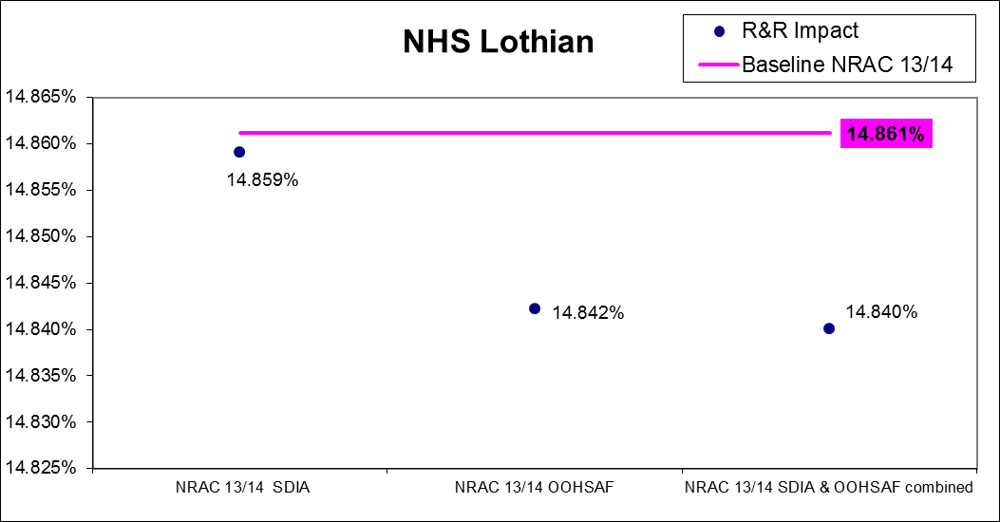 NHS Lothian
R&R Impact
Baseline NRAC 13/14
14.865%
14.860%
14.855%
14.850%
14.845%
14.840%
14.835%
14.830%
14.825%
14.861%
14.859%
14.842%
14.840%
NRAC 13/14  SDIA
NRAC 13/14 OOHSAF
NRAC 13/14 SDIA & OOHSAF combined